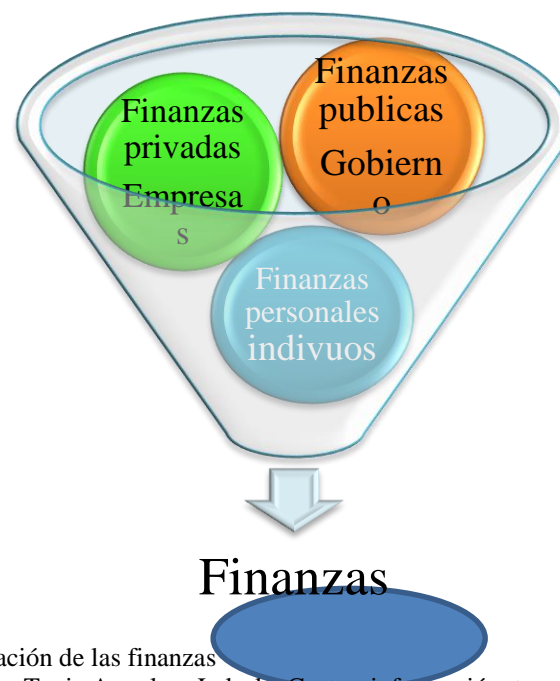 Finanzas
privadas
Empresa
s
Finanzas
publicas
Gobiern
o
Finanzas
personales
indivuos
Finanzas
ación de las finanzas